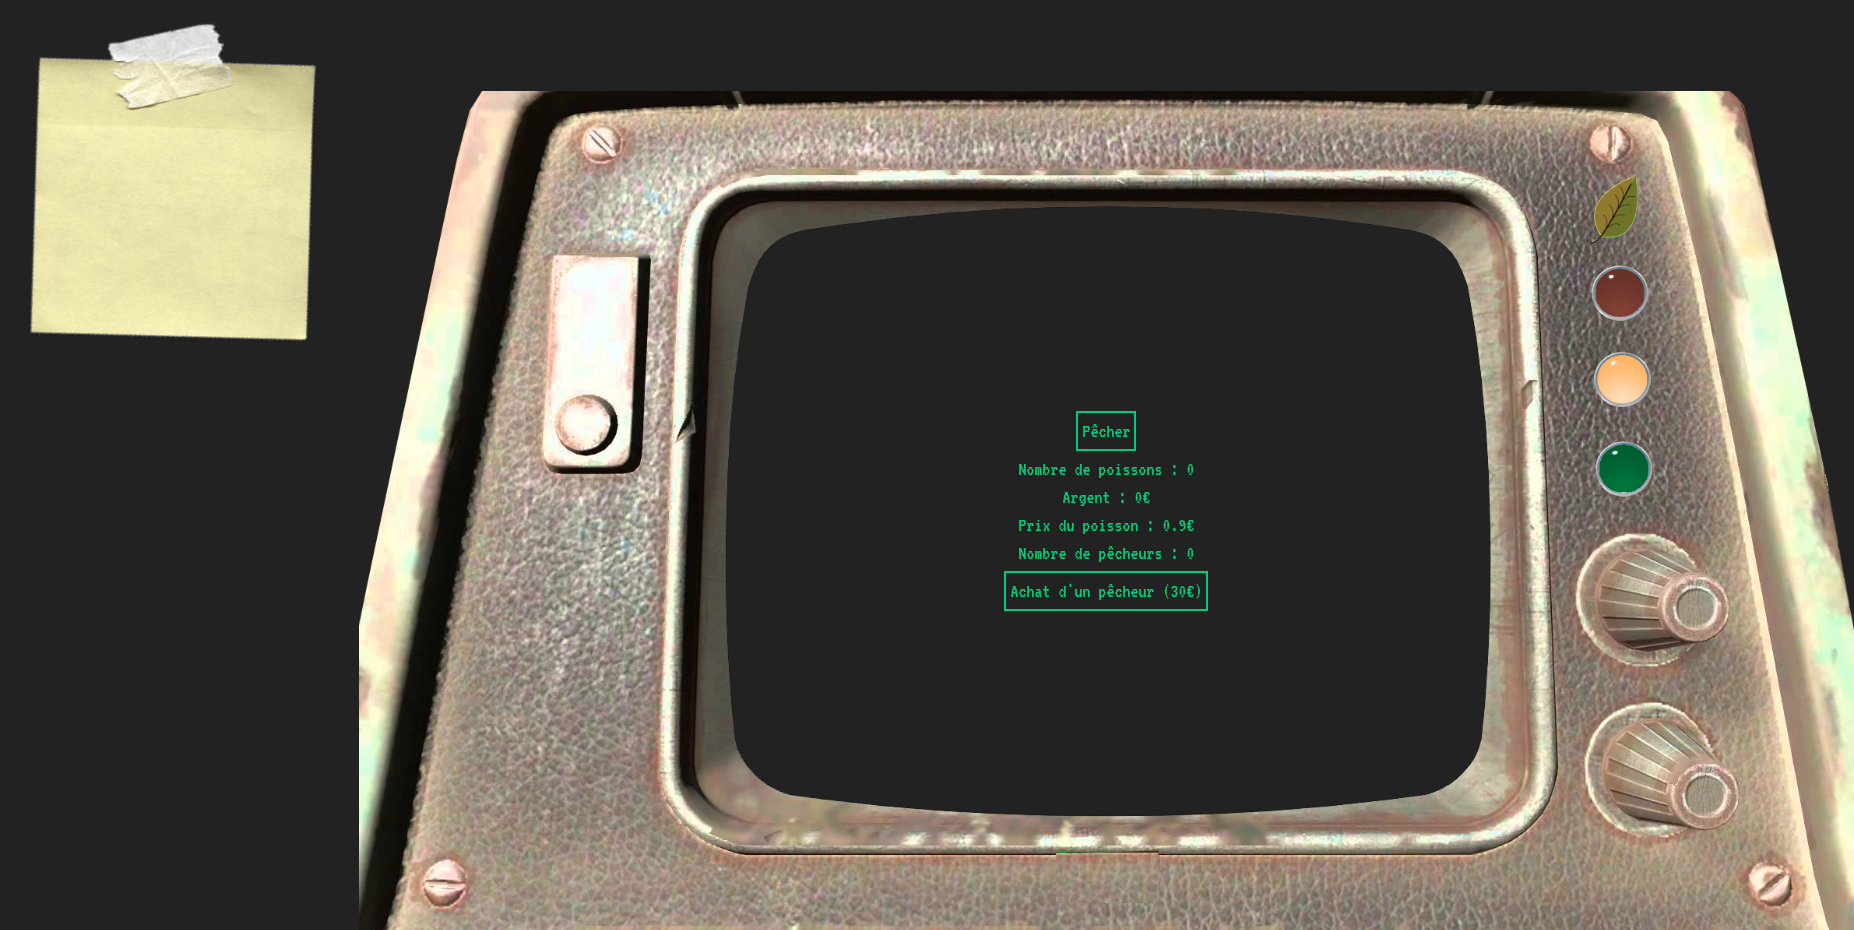 Pêcher
Nombre de poissons : 0
Argent : 0€
Prix du poisson : 0.9€
Nombre de pêcheurs : 0
Achat d'un pêcheur (30€)